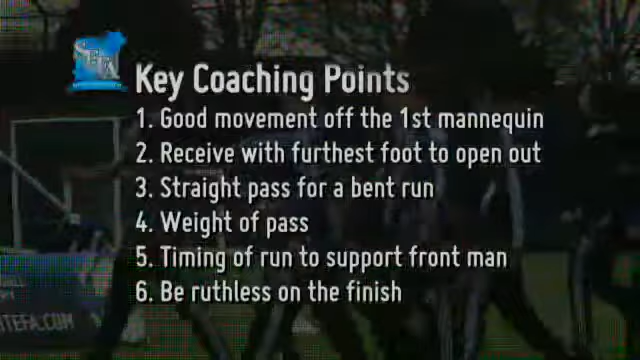 Key Coaching Points
1. Good movement off the 1st mannequin
2. Receive with furthest foot to open out
3. Straight pass for a bent run
4. Weight of pass
5. Timing of run to support front man
6. Be ruthless on the finish